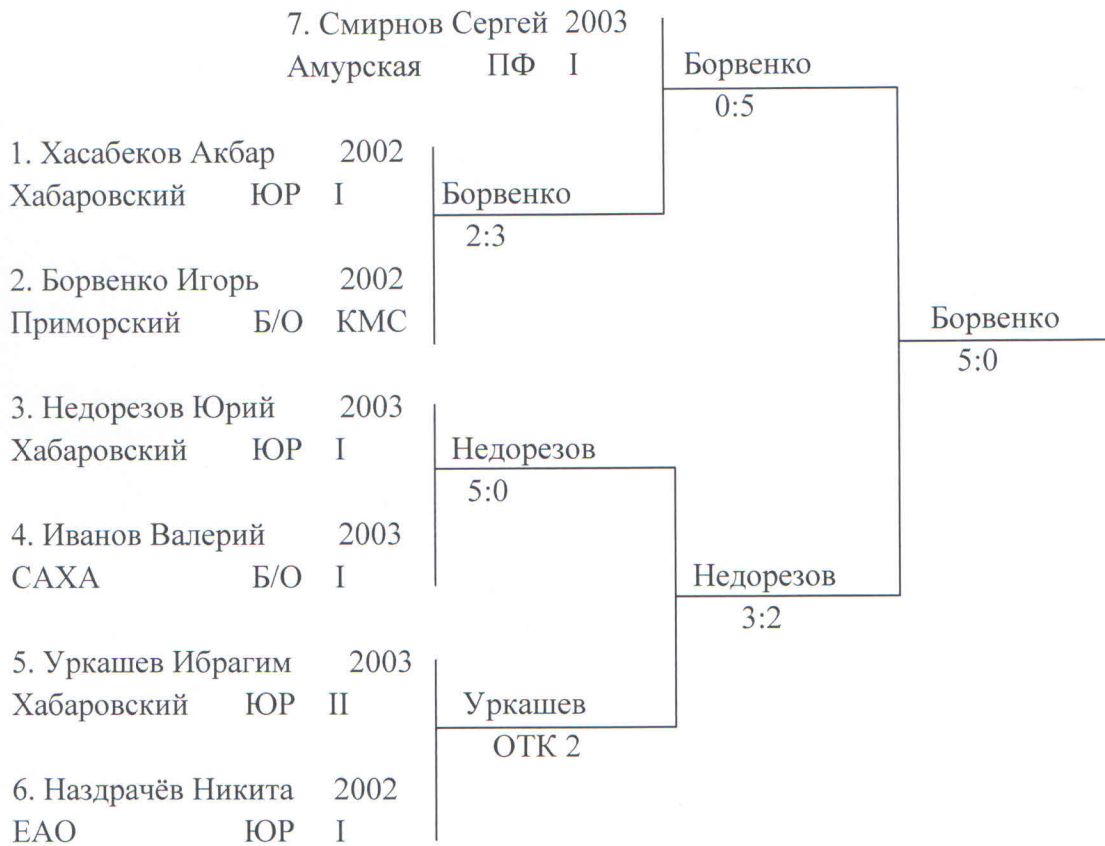 7. Смирнов Сергей 2003
Амурская ПФ I
Борвенко
0:5
1. Хасабеков Акбар 2002
Хабаровский ЮР I
Борвенко
2:3
2. Борвенко Игорь 2002
Приморский Б/О КМС
Борвенко
5:0
3. Недорезов Юрий 2003
Хабаровский ЮР I
Недорезов
5:0
4. Иванов Валерий 2003
САХА Б/О I
Недорезов
3:2
5. Уркашев Ибрагим 2003
Хабаровский ЮР II
Уркашев
ОТК 2
6. Наздрачёв Никита 2002
ЕАО ЮР I